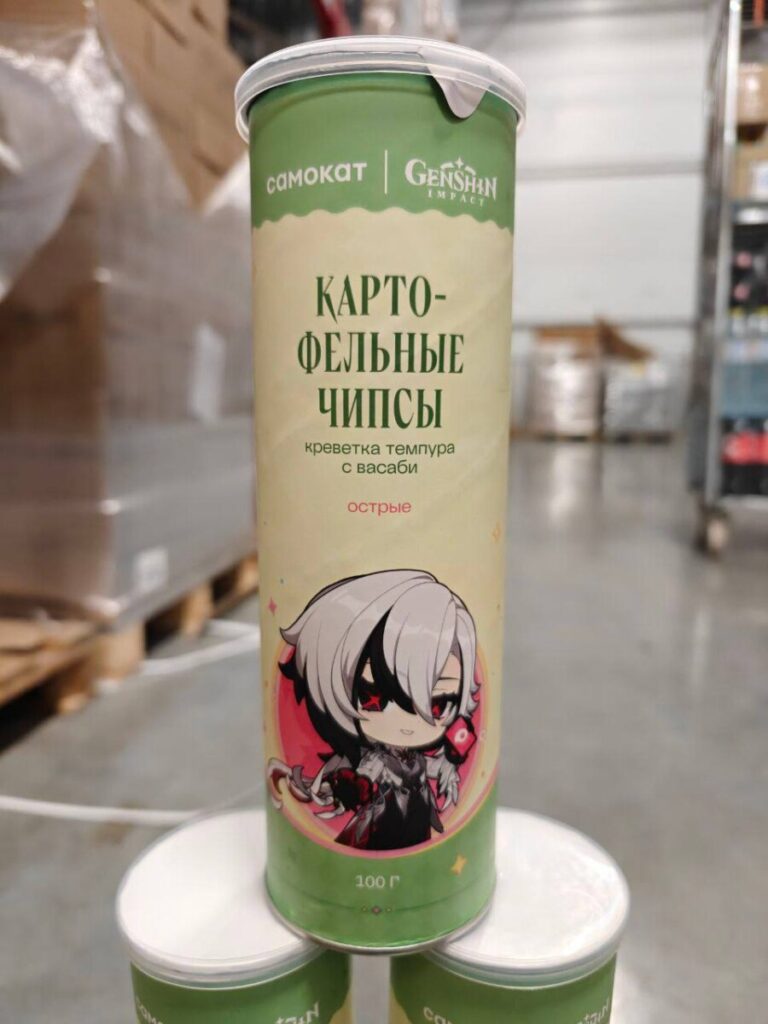 самокат | GENSHIN
IMPACT
КАРТО-
ФЕЛЬНЫЕ
ЧИПСЫ
креветка темпура
с васаби
острые
100 Г